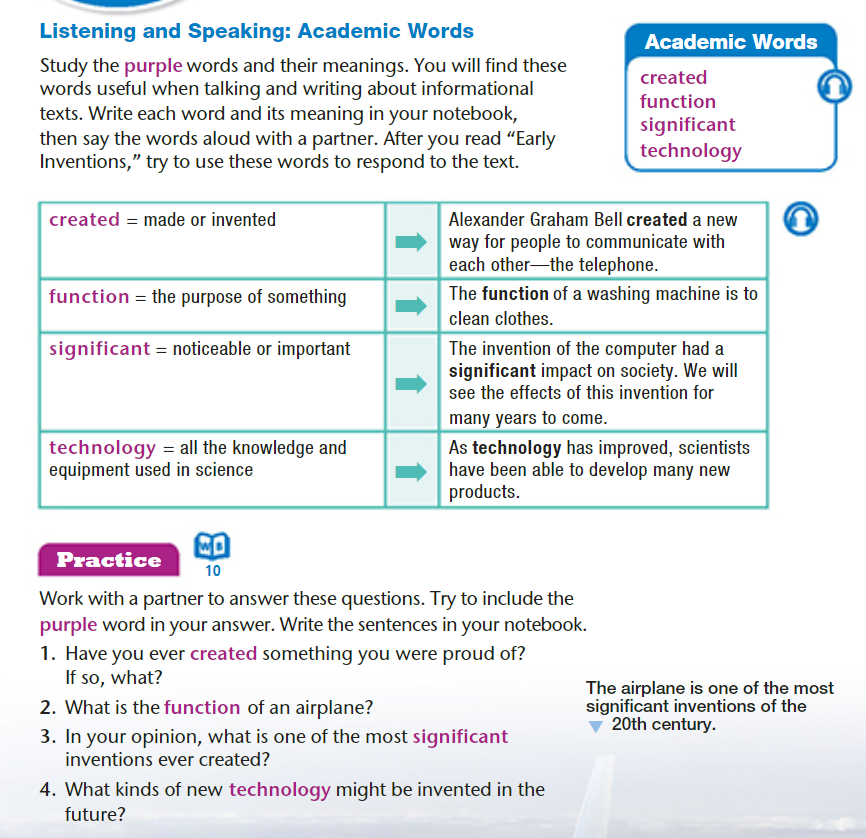 Listening and Speaking: Academic Words
Study the purple words and their meanings. You will find these
words useful when talking and writing about informational
texts. Write each word and its meaning in your notebook,
then say the words aloud with a partner. After you read “Early
Inventions,” try to use these words to respond to the text.
Academic Words
created
function
significant
technology
created = made or invented
Alexander Graham Bell created a new
way for people to communicate with
each other—the telephone.
function = the purpose of something
The function of a washing machine is to
clean clothes.
significant = noticeable or important
The invention of the computer had a
significant impact on society. We will
see the effects of this invention for
many years to come.
technology = all the knowledge and
equipment used in science
As technology has improved, scientists
have been able to develop many new
products.
Practice
W B
10
Work with a partner to answer these questions. Try to include the
purple word in your answer. Write the sentences in your notebook.
1. Have you ever created something you were proud of?
If so, what?
2. What is the function of an airplane?
3. In your opinion, what is one of the most significant
inventions ever created?
4. What kinds of new technology might be invented in the
future?
The airplane is one of the most
significant inventions of the
20th century.